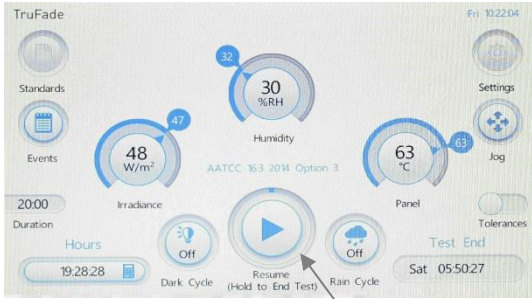 TruFade
Fri 10:22:04
Standards
Settings
32
30
%RH
Humidity
47
48
W/m²
Irradiance
63
63
°C
Panel
Events
Jog
AATCC 16.3 2014 Option 3
20:00
Duration
Tolerances
Hours
19:28:28
Off
Dark Cycle
Resume
(Hold to End Test)
Off
Rain Cycle
Test End
Sat 05:50:27